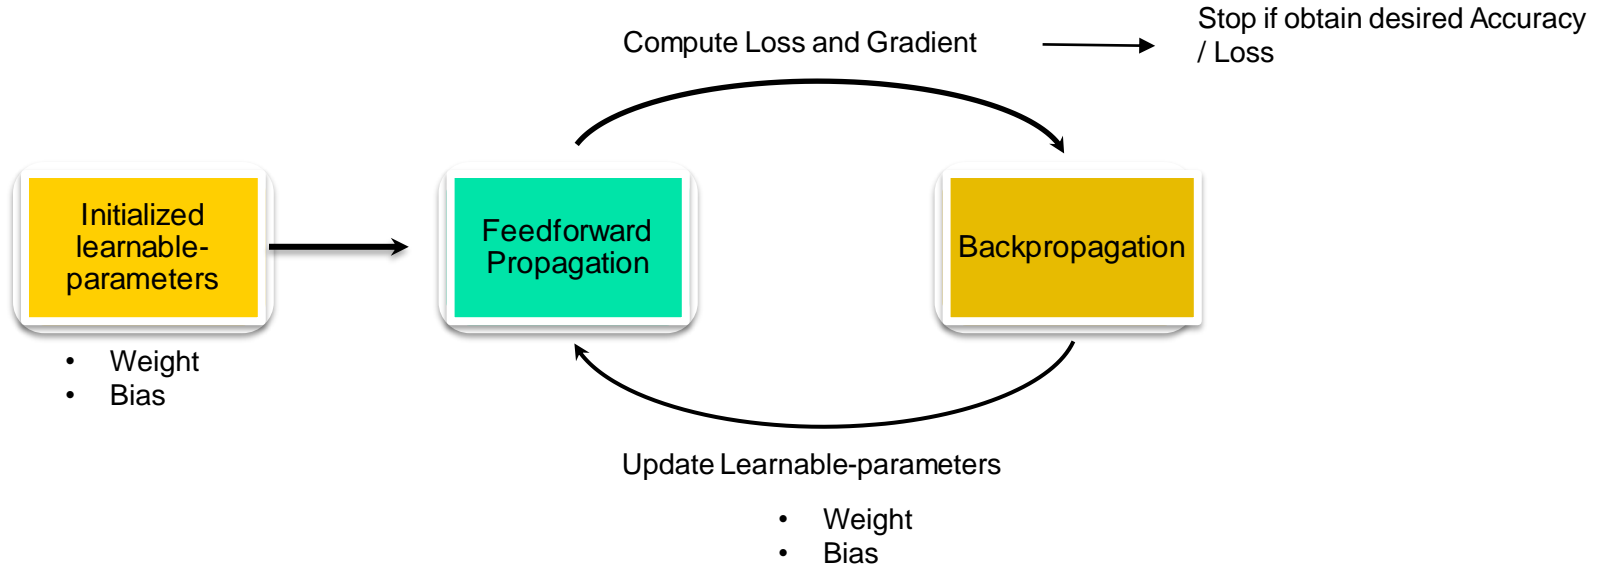 Compute Loss and Gradient
Stop if obtain desired Accuracy
/ Loss
Initialized
learnable-
parameters
Feedforward
Propagation
Backpropagation
• Weight
• Bias
Update Learnable-parameters
• Weight
• Bias